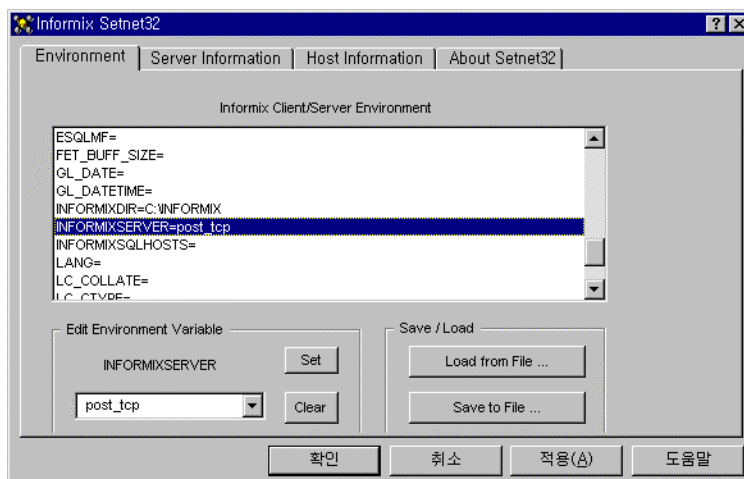 Informix Setnet32
Environment
Server Information
Host Information
About Setnet32
Informix Client/Server Environment
ESQLMF=
FET_BUFF_SIZE=
GL_DATE=
GL_DATETIME=
INFORMIXDIR=C:\INFORMIX
INFORMIXSERVER=post_tcp
INFORMIXSQLHOSTS=
LANG=
LC_COLLATE=
LC_CTYPE=
Edit Environment Variable
INFORMIXSERVER
Set
post_tcp
Clear
Save / Load
Load from File ...
Save to File ...
확인
취소
적용(A)
도움말